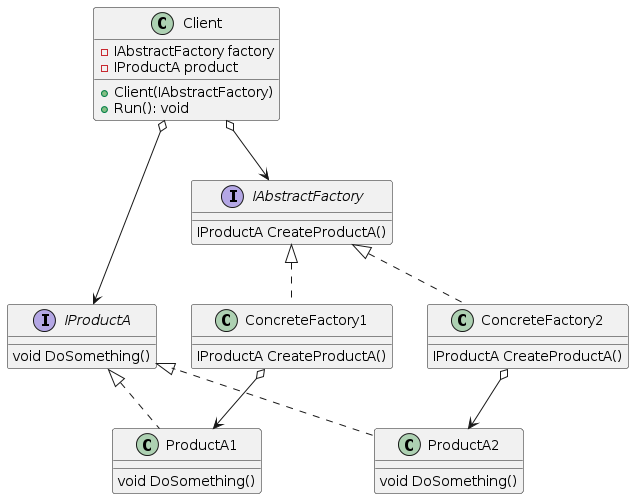 C Client
IAbstractFactory factory
IProductA product
Client(IAbstractFactory)
Run(): void
I IAbstractFactory
IProductA CreateProductA()
I IProductA
void DoSomething()
C ConcreteFactory1
IProductA CreateProductA()
C ConcreteFactory2
IProductA CreateProductA()
C ProductA1
void DoSomething()
C ProductA2
void DoSomething()